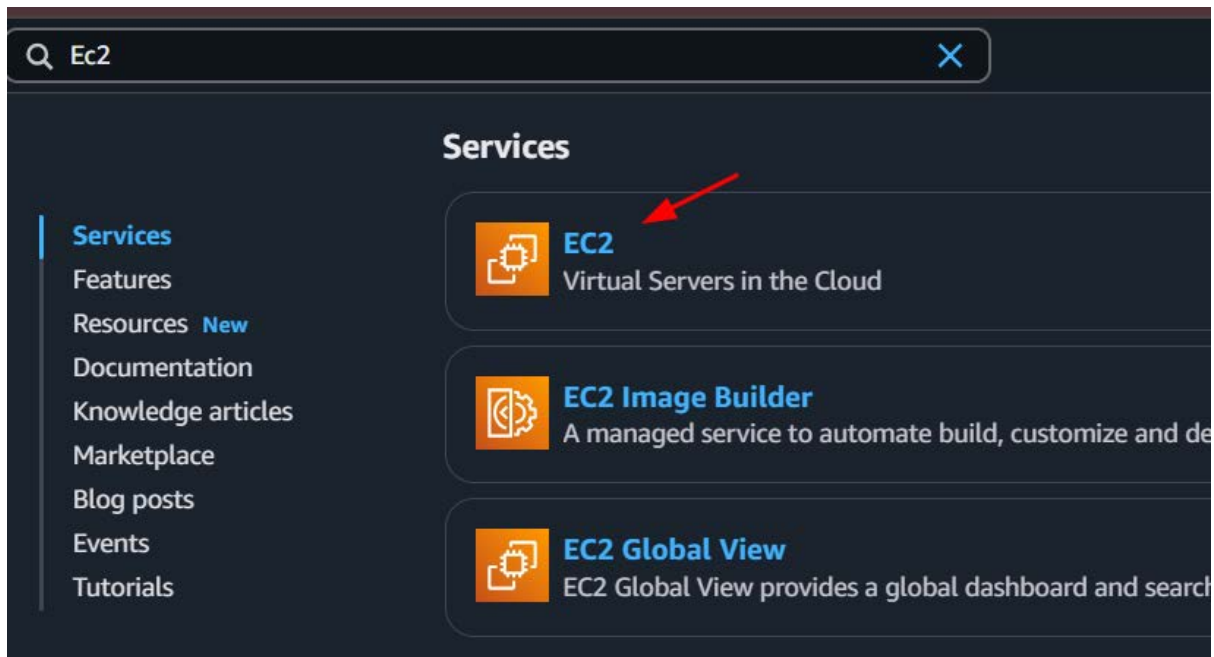 Ec2
Services
Services
Features
Resources New
Documentation
Knowledge articles
Marketplace
Blog posts
Events
Tutorials
EC2
Virtual Servers in the Cloud
EC2 Image Builder
A managed service to automate build, customize and de
EC2 Global View
EC2 Global View provides a global dashboard and search